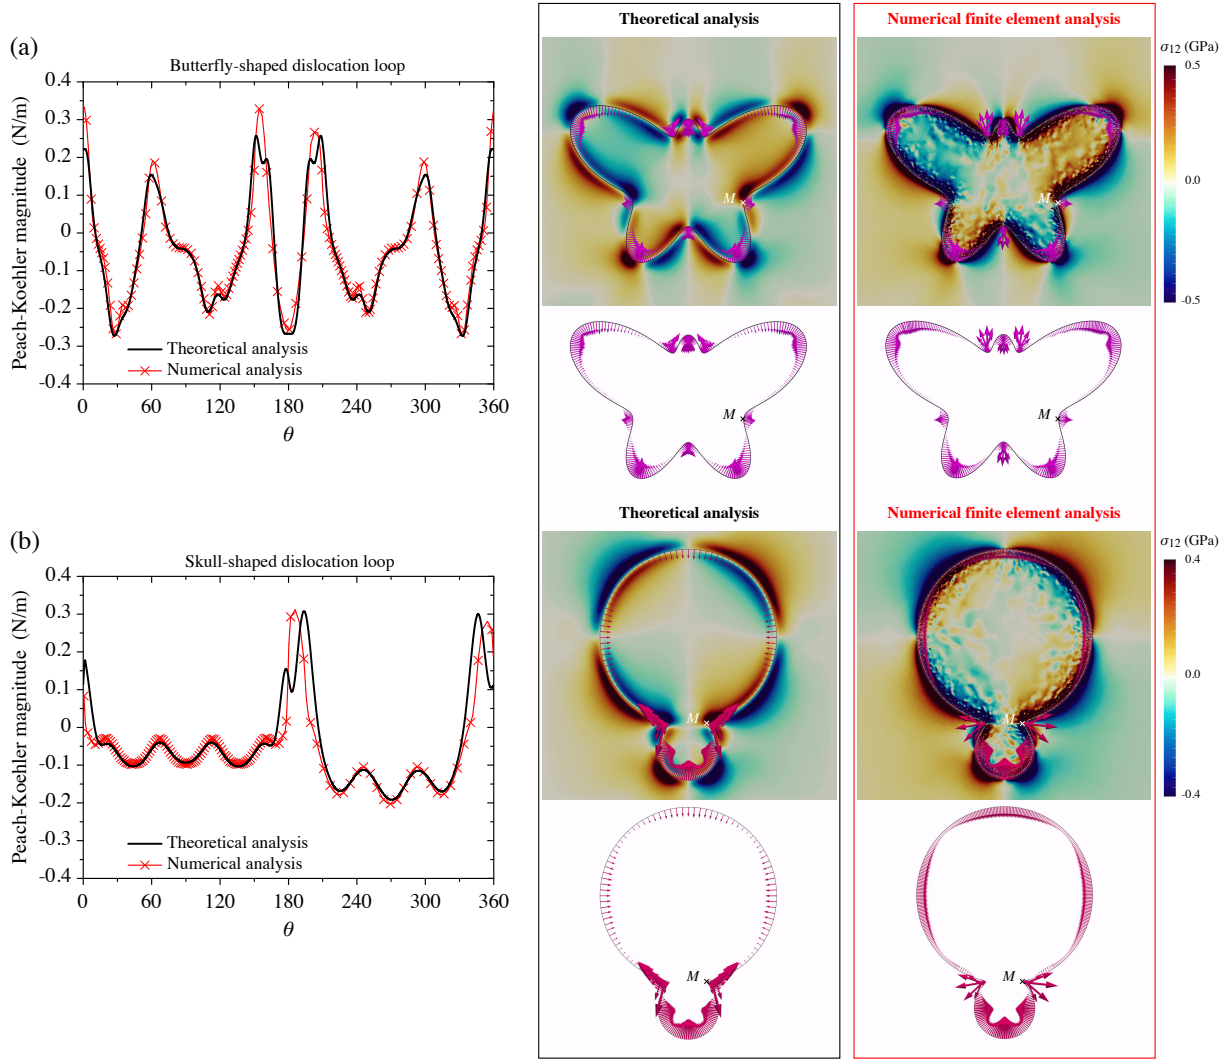 (a)
Butterfly-shaped dislocation loop
Peach-Koehler magnitude (N/m)
0.4
0.3
0.2
0.1
0
-0.1
-0.2
-0.3
-0.4
Theoretical analysis
Numerical analysis
0 60 120 180 240 300 360
θ
Theoretical analysis
M
M
Numerical finite element analysis
M
M
σ12 (GPa)
0.5
0.0
-0.5
(b)
Skull-shaped dislocation loop
Peach-Koehler magnitude (N/m)
0.4
0.3
0.2
0.1
0
-0.1
-0.2
-0.3
-0.4
Theoretical analysis
Numerical analysis
0 60 120 180 240 300 360
θ
Theoretical analysis
M
M
Numerical finite element analysis
M
M
σ12 (GPa)
0.4
0.0
-0.4